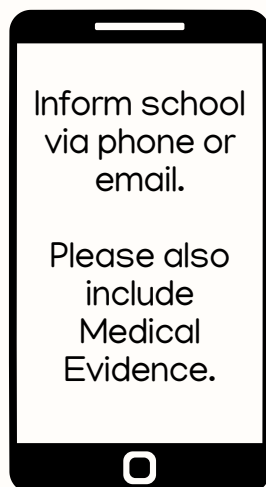 Inform school
via phone or
email.
Please also
include
Medical
Evidence.